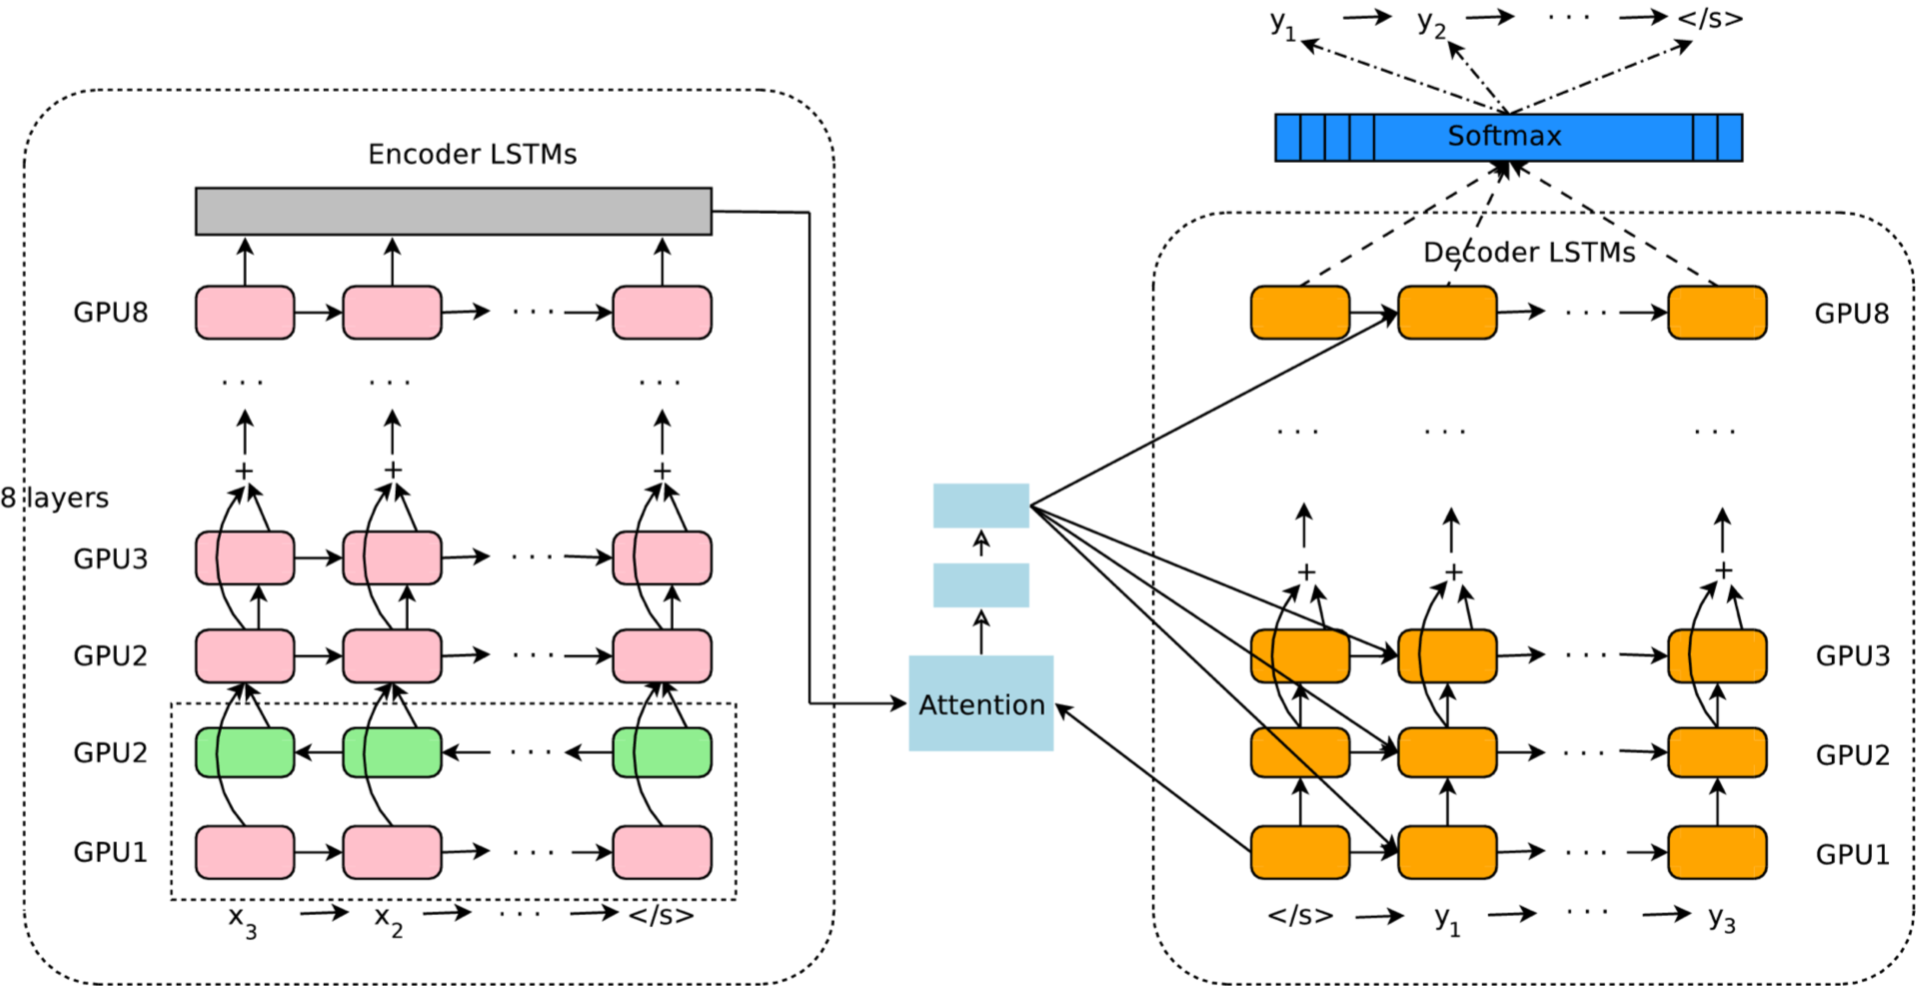 y1 y2 ... </s>
Softmax
Encoder LSTMs
Decoder LSTMs
GPU8 ...
... GPU8
... ... ...
... ... ...
+ + +
8 layers
GPU3 ...
GPU2 ...
GPU2 ...
GPU1 ...
x3 x2 ... </s>
Attention
+ + +
... GPU3
... GPU2
... GPU1
</s> y1 ... y3